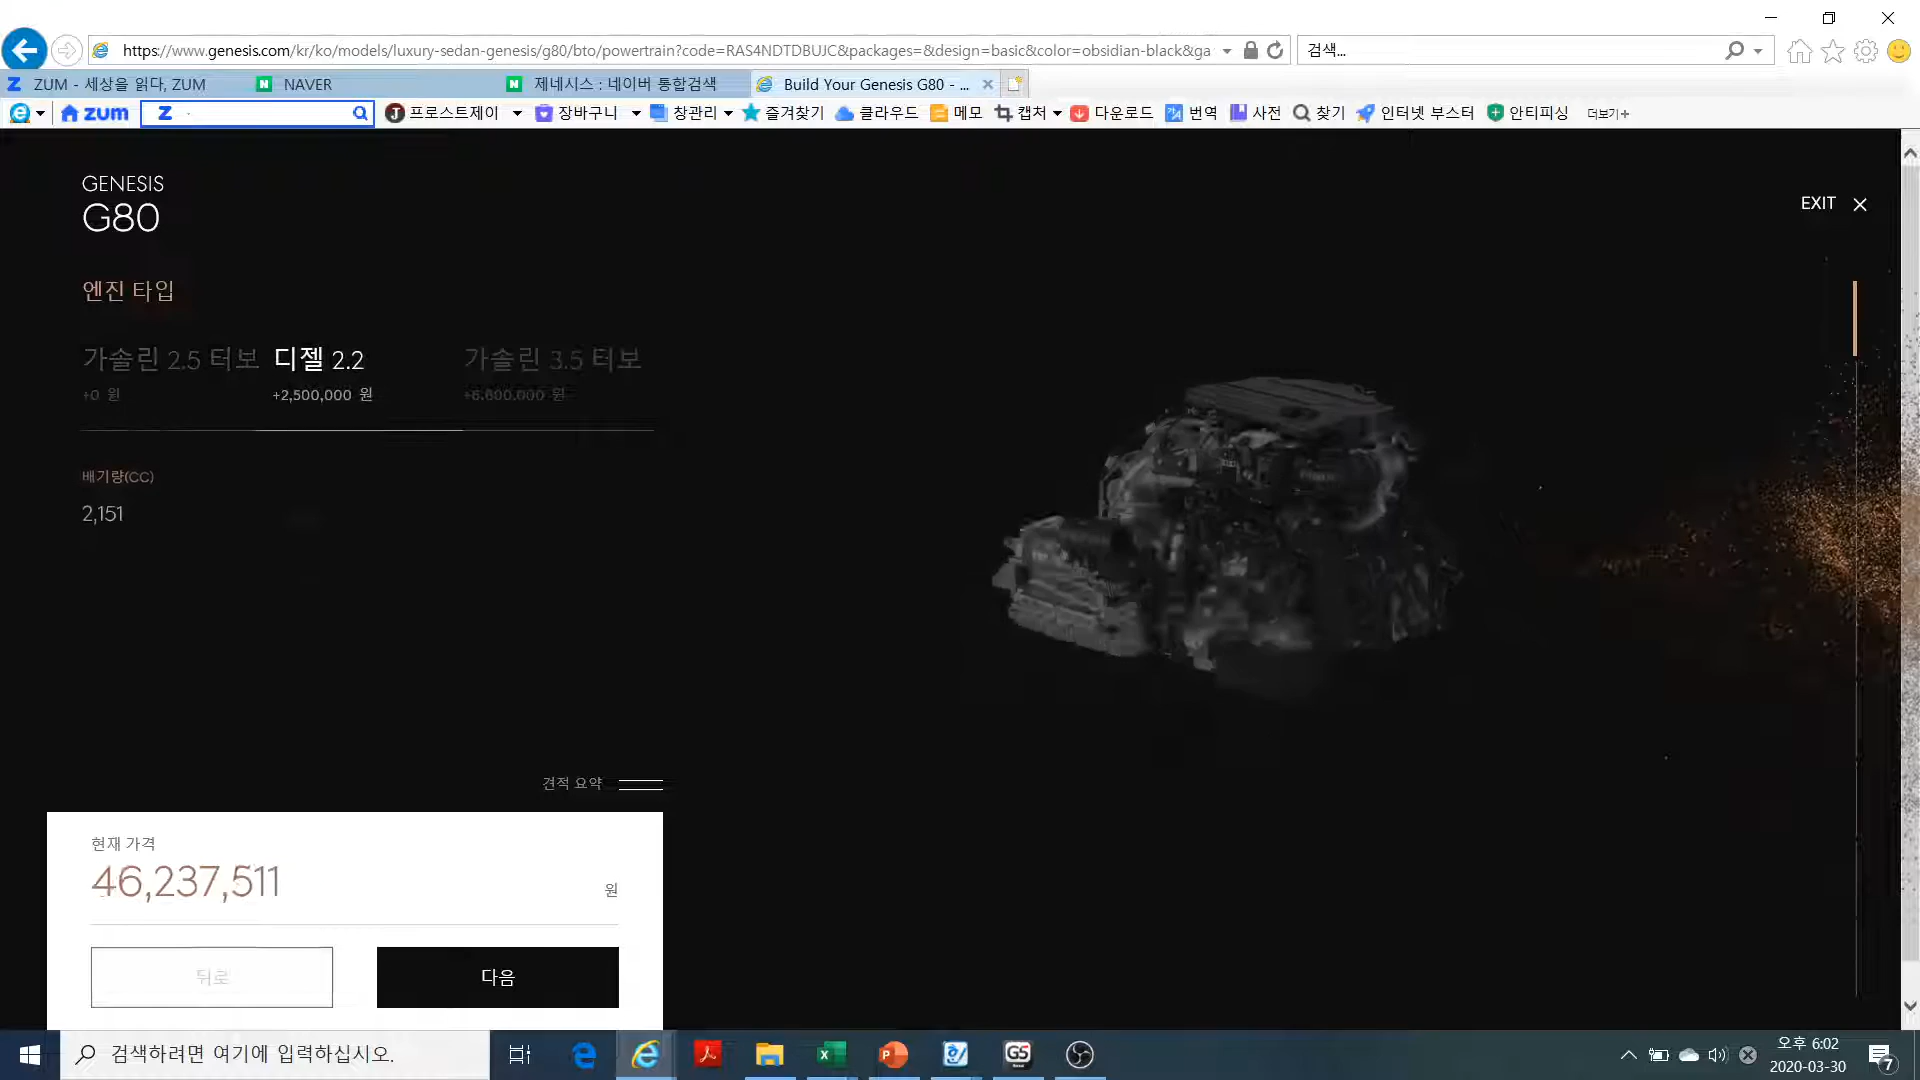 https://www.genesis.com/kr/ko/models/luxury-sedan-genesis/g80/bto/powertrain?code=RAS4NDTDBUJC&packages=&design=basic&color=obsidian-black&ga
검색...
ZUM - 세상을 읽다, ZUM
NAVER
제네시스 : 네이버 통합검색
Build Your Genesis G80 - ...
zum
프로스트제이
장바구니
창관리
즐겨찾기
클라우드
메모
캡처
다운로드
번역
사전
찾기
인터넷 부스터
안티피싱
더보기+
GENESIS
G80
EXIT
엔진 타입
가솔린 2.5 터보
디젤 2.2
가솔린 3.5 터보
+0 원
+2,500,000 원
배기량(CC)
2,151
견적 요약
현재 가격
46,237,511
원
뒤로
다음
검색하려면 여기에 입력하십시오.
오후 6:02
2020-03-30
7